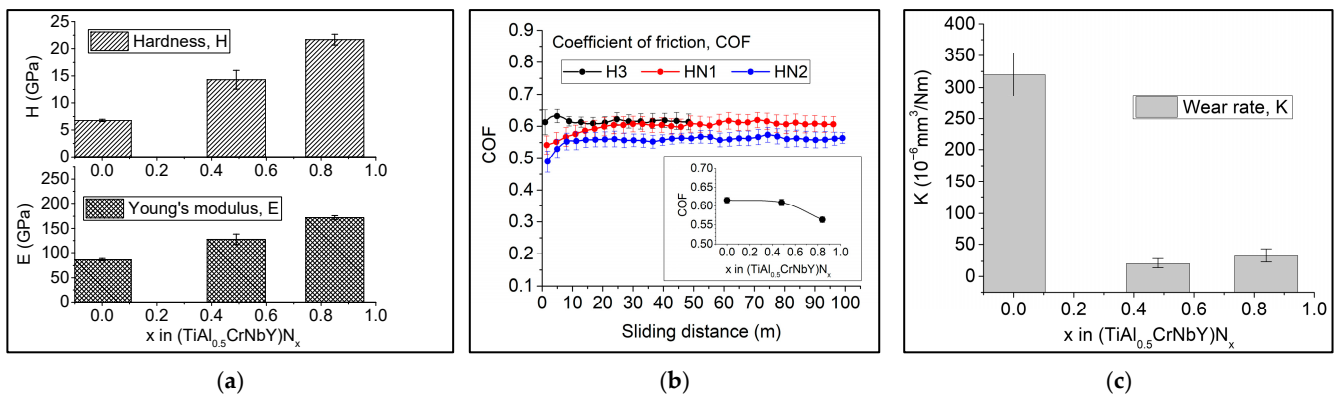 25
20
15
10
5
0
H (GPa)
Hardness, H
0.0 0.2 0.4 0.6 0.8 1.0
250
200
150
100
50
0
E (GPa)
Young's modulus, E
0.0 0.2 0.4 0.6 0.8 1.0
x in (TiAl0.5CrNbY)Nx
(a)
0.9
0.8
0.7
0.6
0.5
0.4
0.3
0.2
0.1
COF
Coefficient of friction, COF
H3 HN1 HN2
0.70
0.65
0.60
0.55
0.50
COF
0.0 0.2 0.4 0.6 0.8 1.0
x in (TiAl0.5CrNbY)Nx
0 10 20 30 40 50 60 70 80 90 100
Sliding distance (m)
(b)
400
350
300
250
200
150
100
50
0
K (10−6mm3/Nm)
Wear rate, K
0.0 0.2 0.4 0.6 0.8 1.0
x in (TiAl0.5CrNbY)Nx
(c)